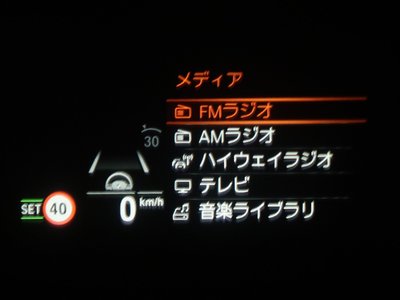 メディア
FMラジオ
AMラジオ
ハイウェイラジオ
テレビ
音楽ライブラリ
30
SET 40
0 km/h